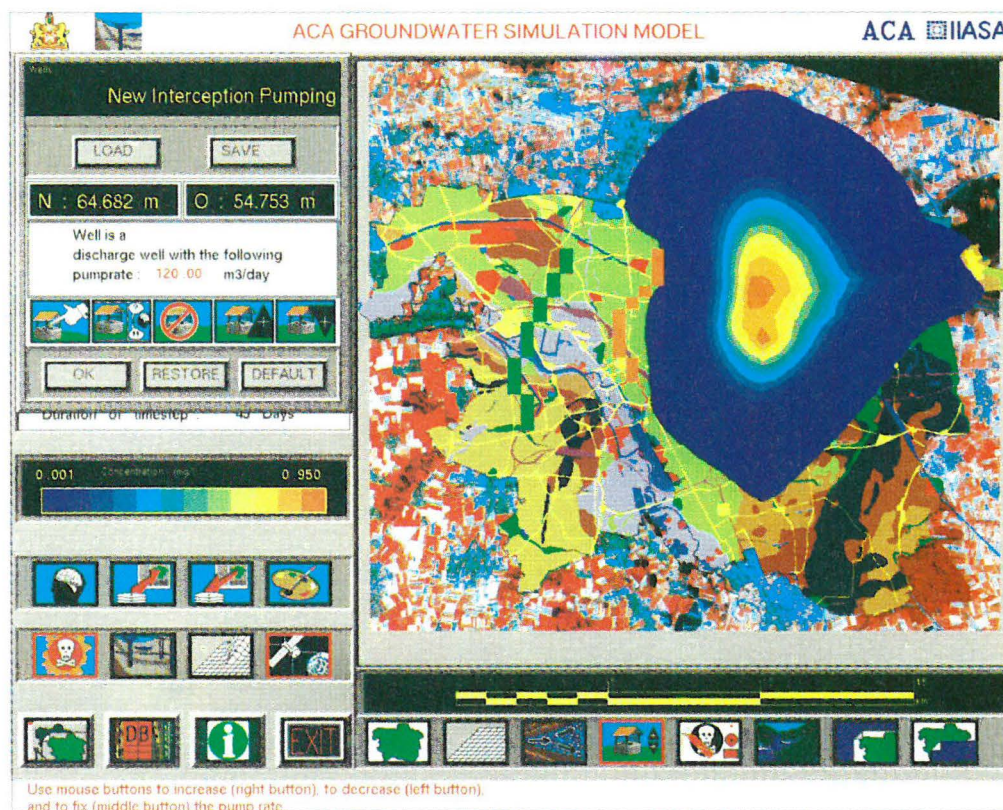 ACA GROUNDWATER SIMULATION MODEL
ACA IIASA
Wells
New Interception Pumping
LOAD SAVE
N : 64.682 m O : 54.753 m
Well is a
discharge well with the following
pumprate : 120.00 m3/day
OK RESTORE DEFAULT
Duration of timestep : 45 Days
0.001 Concentration 0.950
DB i EXIT
Use mouse buttons to increase (right button), to decrease (left button),
and to fix (middle button) the pump rate.